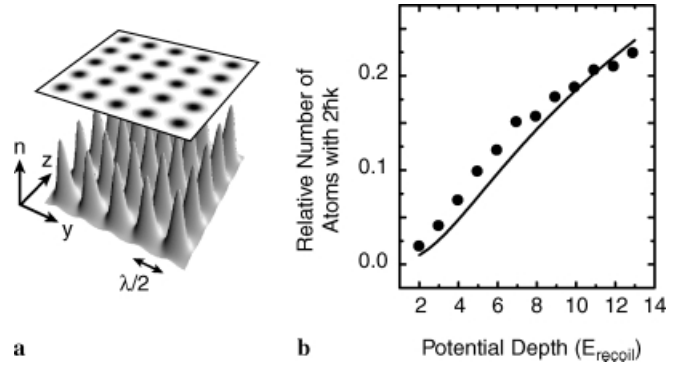 n
z
y
λ/2
a
Relative Number of
Atoms with 2ħk
0.2
0.1
0.0
2 4 6 8 10 12 14
Potential Depth (E_recoil)
b